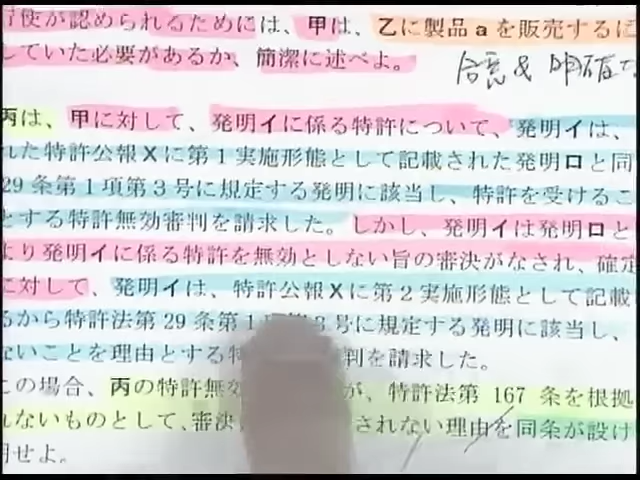 使が認められるためには、甲は、乙に製品aを販売するに
していた必要があるか、簡潔に述べよ。
合意&明確
丙は、甲に対して、発明イに係る特許について、発明イは、
れた特許公報Xに第1実施形態として記載された発明ロと同
29条第1項第3号に規定する発明に該当し、特許を受けるこ
とする特許無効審判を請求した。しかし、発明イは発明ロと
より発明イに係る特許を無効としない旨の審決がなされ、確定
に対して、発明イは、特許公報Xに第2実施形態として記載
るから特許法第29条第1 3号に規定する発明に該当し、
ないことを理由とする特 判を請求した。
この場合、丙の特許無 が、特許法第167条を根拠
れないものとして、審決 されない理由を同条が設け
明せよ。